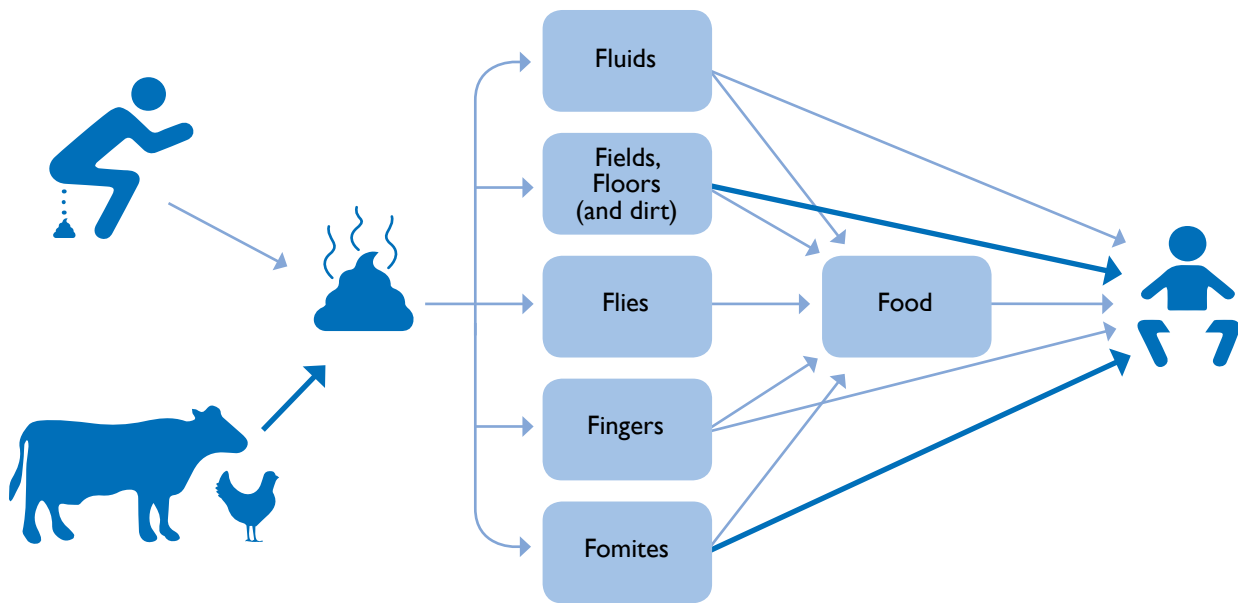 Fluids
Fields,
Floors
(and dirt)
Flies
Food
Fingers
Fomites